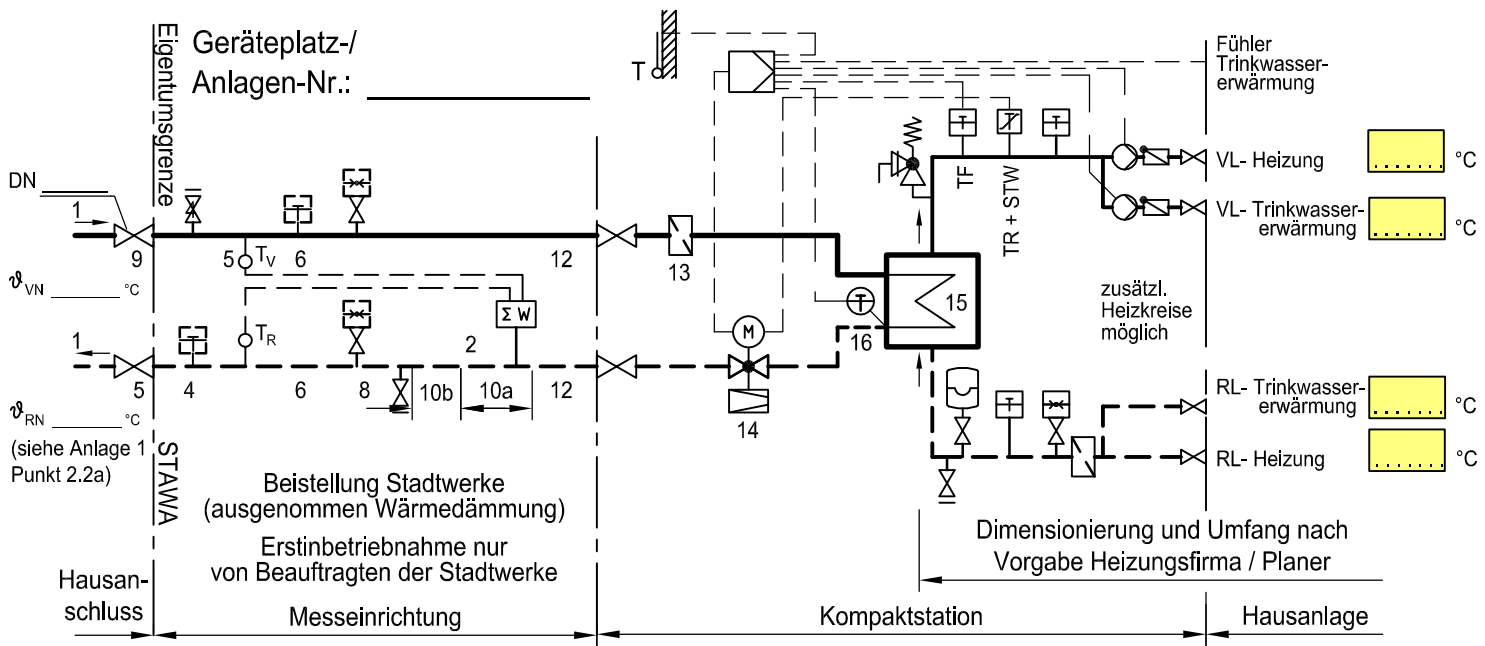 Eigentumsgrenze
Geräteplatz-/
Anlagen-Nr.:
T
Fühler
Trinkwasser-
erwärmung
DN
1
9
5
TV
6
12
13
TF
TR + STW
T
T
T
VL- Heizung
°C
VL- Trinkwasser-
erwärmung
°C
ϑVN
°C
Σ W
T
16
15
zusätzl.
Heizkreise
möglich
1
T
TR
M
2
5
4
6
8
10b
10a
12
14
T
RL- Trinkwasser-
erwärmung
°C
ϑRN
°C
(siehe Anlage 1
Punkt 2.2a)
STAWA
RL- Heizung
°C
Beistellung Stadtwerke
(ausgenommen Wärmedämmung)
Erstinbetriebnahme nur
von Beauftragten der Stadtwerke
Dimensionierung und Umfang nach
Vorgabe Heizungsfirma / Planer
Hausan-
schluss
Messeinrichtung
Kompaktstation
Hausanlage